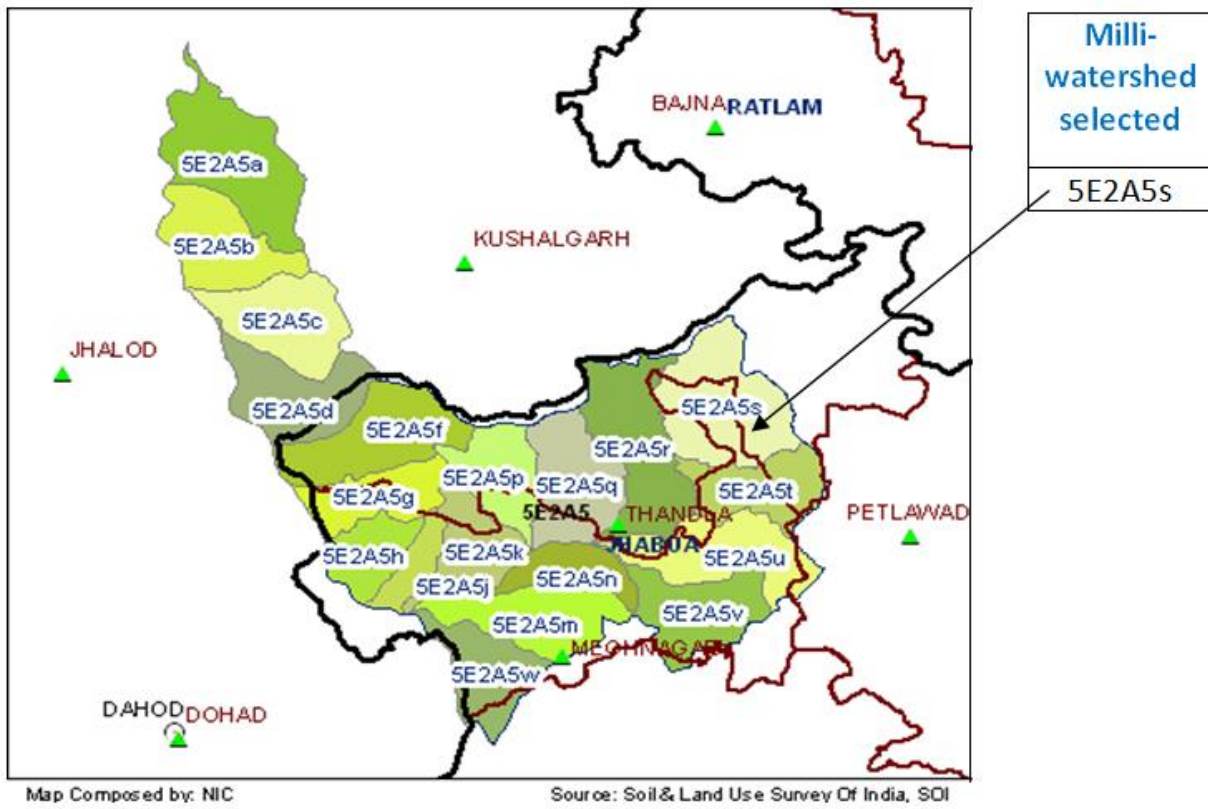 Milli-
watershed
selected
5E2A5s
BAJNA RATLAM
5E2A5a
KUSHALGARH
5E2A5b
5E2A5c
JHALOD
5E2A5d
5E2A5s
5E2A5f
5E2A5r
5E2A5p
5E2A5q
5E2A5g
5E2A5t
5E2A5
THANDLA
PETLAWAD
JHABUA
5E2A5h
5E2A5k
5E2A5u
5E2A5j
5E2A5n
5E2A5v
5E2A5m
MEGHNAGAR
5E2A5w
DAHOD DOHAD
Map Composed by: NIC
Source: Soil & Land Use Survey Of India, SOI